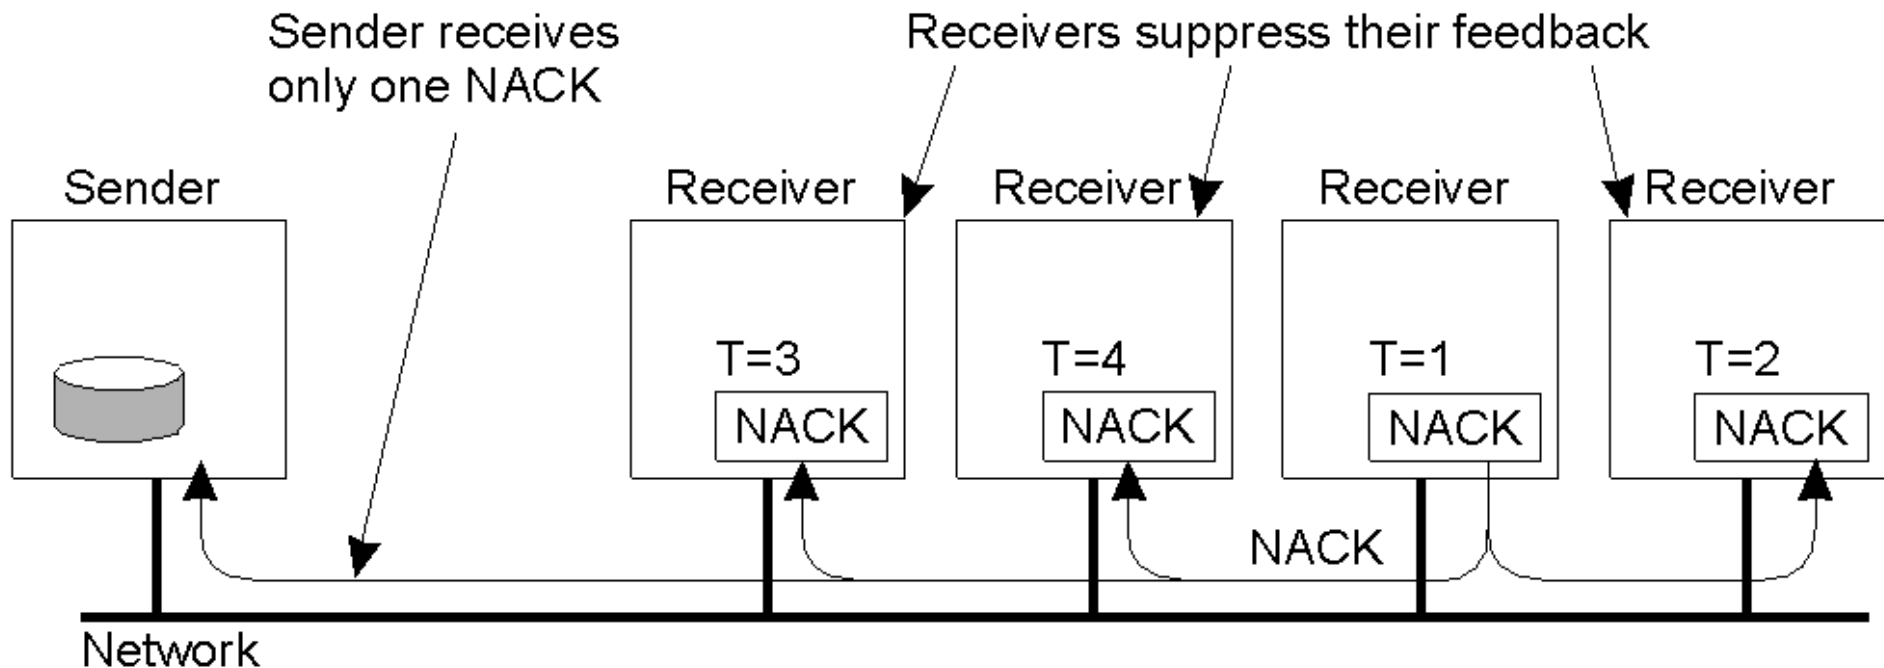 Sender receives
only one NACK
Receivers suppress their feedback
Sender
Receiver
Receiver
Receiver
Receiver
T=3
T=4
T=1
T=2
NACK
NACK
NACK
NACK
NACK
Network